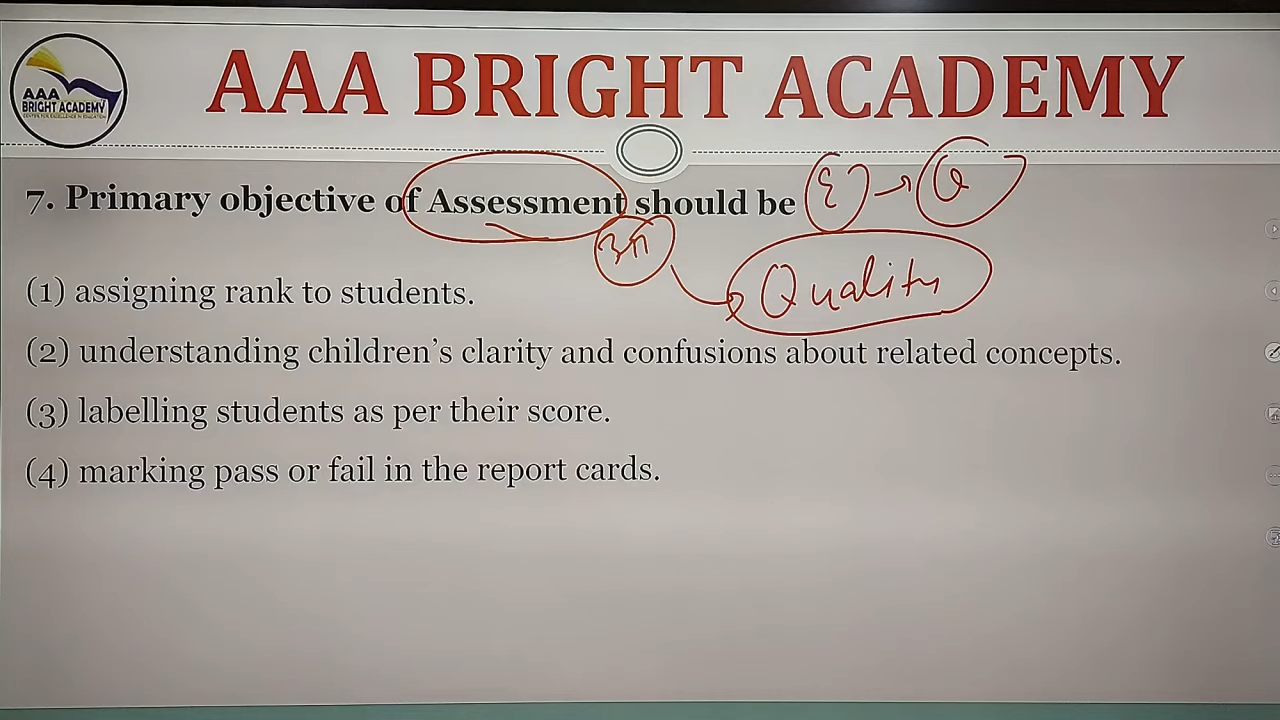 AAA BRIGHT ACADEMY
AAA
BRIGHT ACADEMY
7. Primary objective of Assessment should be
Quality
(1) assigning rank to students.
(2) understanding children's clarity and confusions about related concepts.
(3) labelling students as per their score.
(4) marking pass or fail in the report cards.